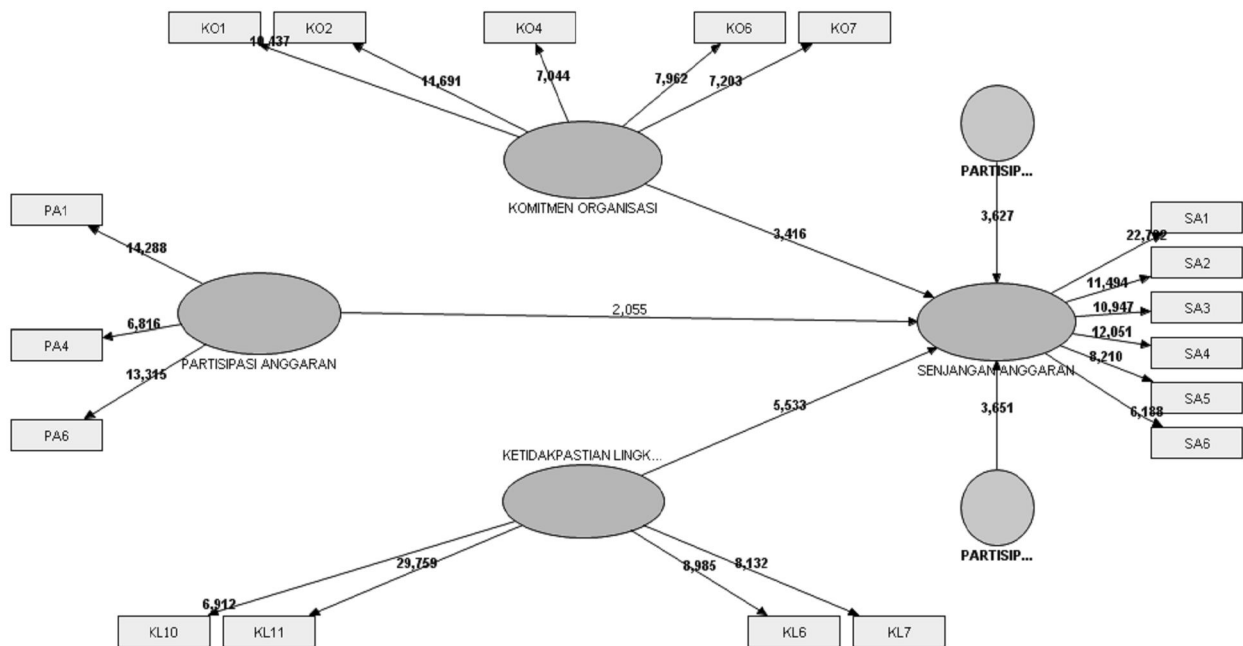 KO1 KO2 KO4 KO6 KO7
10,437
11,691
7,044
7,962
7,203
KOMITMEN ORGANISASI
PARTISIP...
3,627
3,416
PA1
14,288
PA4
6,816
PA6
13,315
PARTISIPASI ANGGARAN
2,055
SENJANGAN ANGGARAN
SA1
SA2
11,494
SA3
10,947
SA4
12,051
SA5
8,210
SA6
6,188
5,533
3,651
PARTISIP...
KETIDAKPASTIAN LINGK...
6,912
29,759
8,985
8,132
KL10 KL11 KL6 KL7